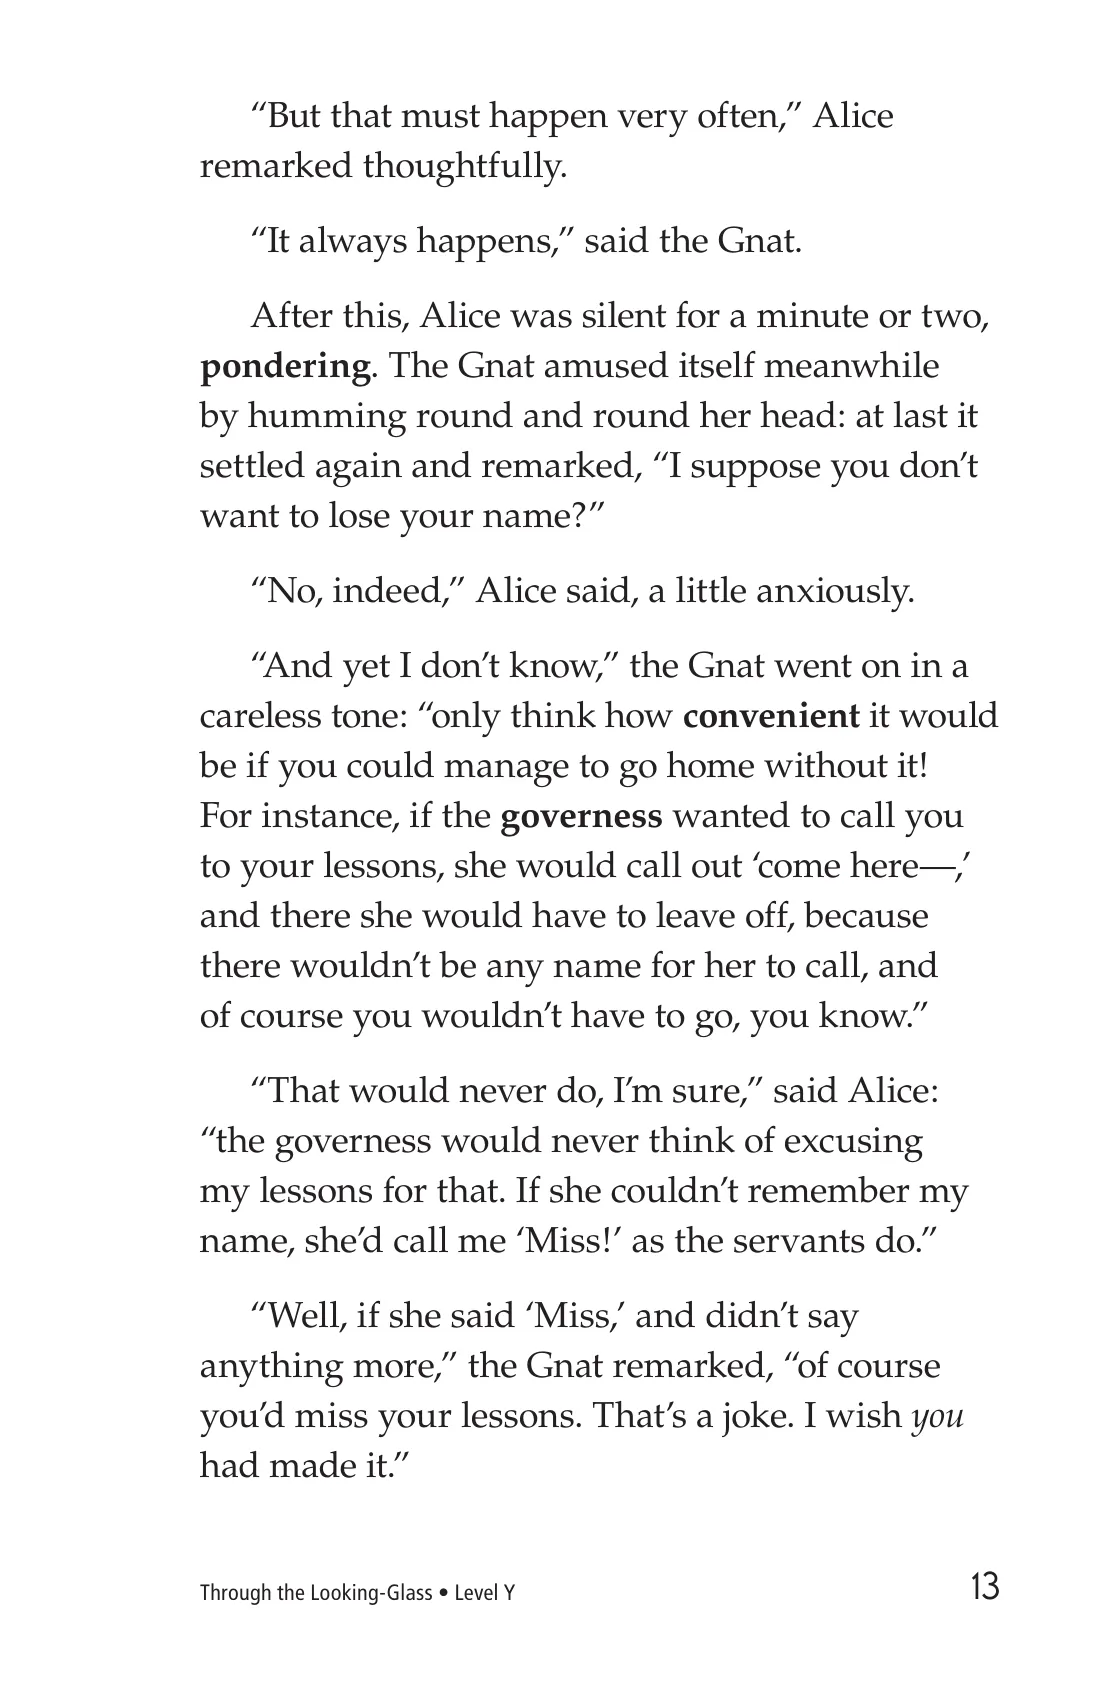 “But that must happen very often,” Alice
remarked thoughtfully.
“It always happens,” said the Gnat.
After this, Alice was silent for a minute or two,
pondering. The Gnat amused itself meanwhile
by humming round and round her head: at last it
settled again and remarked, “I suppose you don’t
want to lose your name?”
“No, indeed,” Alice said, a little anxiously.
“And yet I don’t know,” the Gnat went on in a
careless tone: “only think how convenient it would
be if you could manage to go home without it!
For instance, if the governess wanted to call you
to your lessons, she would call out ‘come here—,’
and there she would have to leave off, because
there wouldn’t be any name for her to call, and
of course you wouldn’t have to go, you know.”
“That would never do, I’m sure,” said Alice:
“the governess would never think of excusing
my lessons for that. If she couldn’t remember my
name, she’d call me ‘Miss!’ as the servants do.”
“Well, if she said ‘Miss,’ and didn’t say
anything more,” the Gnat remarked, “of course
you’d miss your lessons. That’s a joke. I wish you
had made it.”
Through the Looking-Glass • Level Y
13